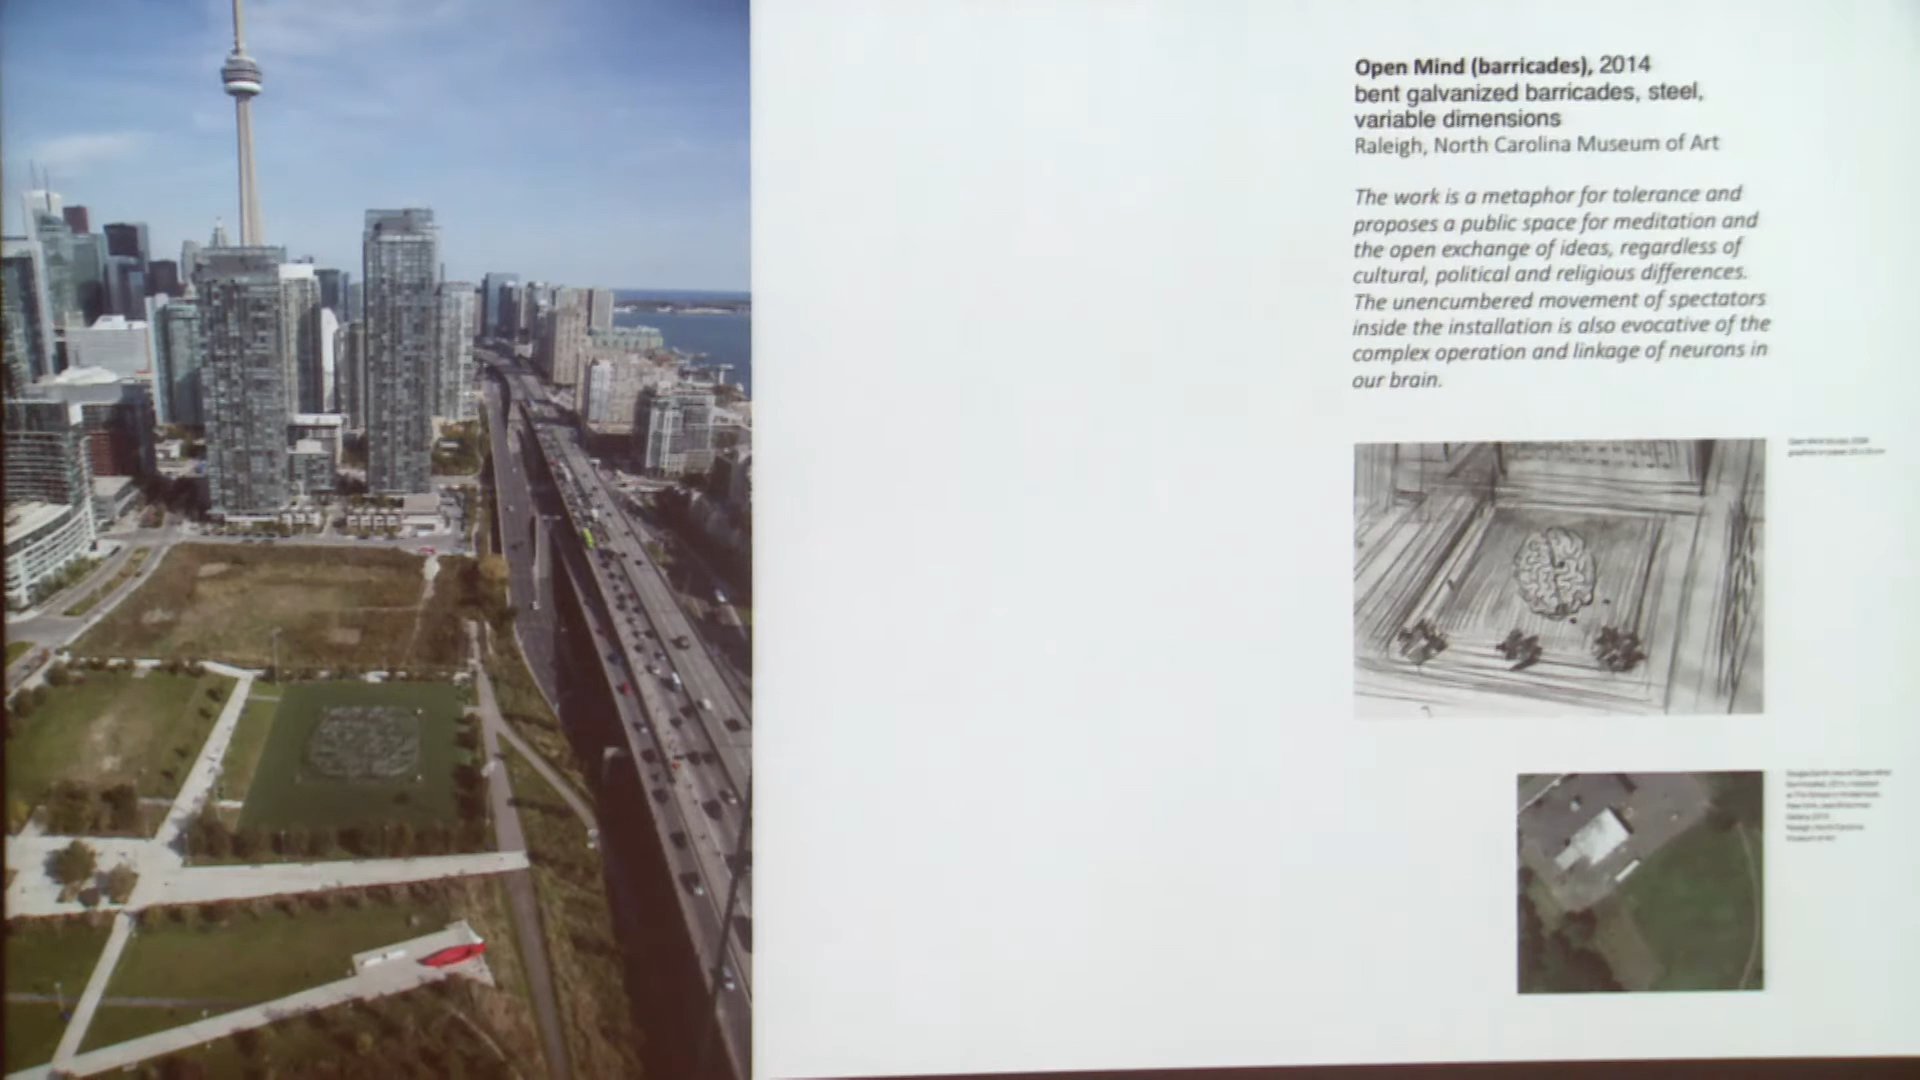 Open Mind (barricades), 2014
bent galvanized barricades, steel,
variable dimensions
Raleigh, North Carolina Museum of Art
The work is a metaphor for tolerance and
proposes a public space for meditation and
the open exchange of ideas, regardless of
cultural, political and religious differences.
The unencumbered movement of spectators
inside the installation is also evocative of the
complex operation and linkage of neurons in
our brain.